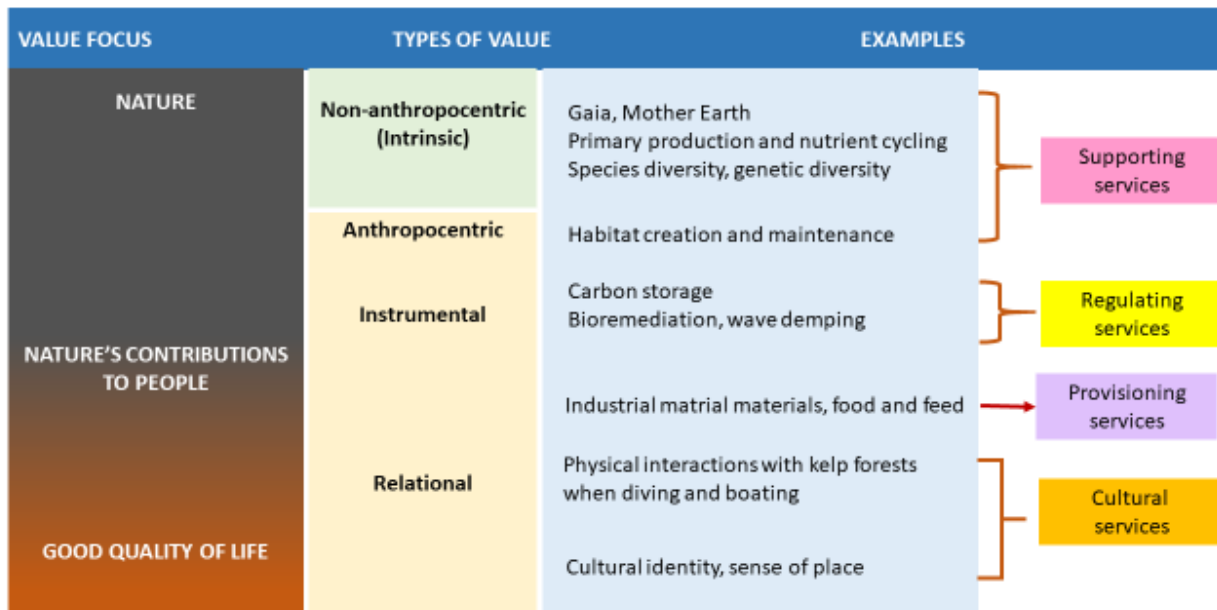 VALUE FOCUS
TYPES OF VALUE
EXAMPLES
NATURE
Non-anthropocentric
(Intrinsic)
Gaia, Mother Earth
Primary production and nutrient cycling
Species diversity, genetic diversity
Supporting
services
Anthropocentric
Habitat creation and maintenance
Instrumental
Carbon storage
Bioremediation, wave demping
Regulating
services
NATURE'S CONTRIBUTIONS
TO PEOPLE
Industrial matrial materials, food and feed
Provisioning
services
Relational
Physical interactions with kelp forests
when diving and boating
Cultural
services
GOOD QUALITY OF LIFE
Cultural identity, sense of place